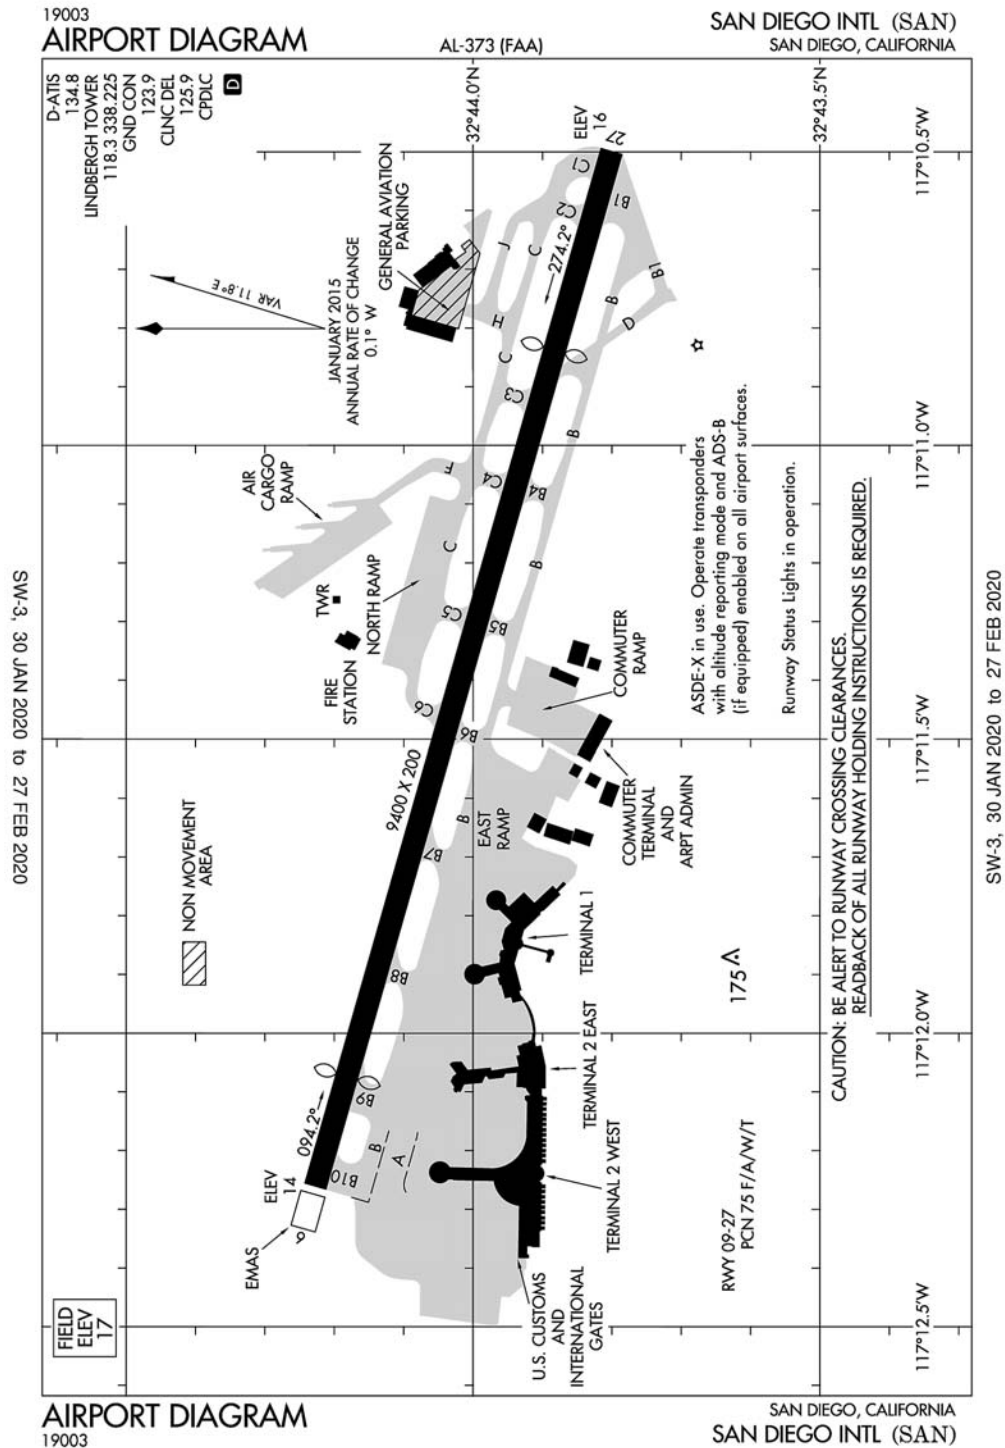 19003
AIRPORT DIAGRAM
AL-373 (FAA)
SAN DIEGO INTL (SAN)
SAN DIEGO, CALIFORNIA
D-ATIS
134.8
LINDBERGH TOWER
118.3 338.225
GND CON
123.9
CLNC DEL
125.9
CPDLC
D
VAR 11.8° E
JANUARY 2015
ANNUAL RATE OF CHANGE
0.1° W
GENERAL AVIATION
PARKING
32°44.0'N
32°43.5'N
ELEV
16
27
117°10.5'W
C1
C2
B1
J
C
274.2°
B1
B
D
H
C
C3
B
117°11.0'W
AIR
CARGO
RAMP
F
C4
B4
C
B
TWR
NORTH RAMP
FIRE
STATION
C5
B5
C6
B6
COMMUTER
RAMP
ASDE-X in use. Operate transponders
with altitude reporting mode and ADS-B
(if equipped) enabled on all airport surfaces.
Runway Status Lights in operation.
117°11.5'W
9400 X 200
NON MOVEMENT
AREA
B
EAST
RAMP
B7
COMMUTER
TERMINAL
AND
ARPT ADMIN
TERMINAL 1
B8
175
CAUTION: BE ALERT TO RUNWAY CROSSING CLEARANCES.
READBACK OF ALL RUNWAY HOLDING INSTRUCTIONS IS REQUIRED.
117°12.0'W
TERMINAL 2 EAST
094.2°
B9
B
A
B10
ELEV
14
EMAS
9
TERMINAL 2 WEST
RWY 09-27
PCN 75 F/A/W/T
U.S. CUSTOMS
AND
INTERNATIONAL
GATES
FIELD
ELEV
17
117°12.5'W
SW-3, 30 JAN 2020 to 27 FEB 2020
SW-3, 30 JAN 2020 to 27 FEB 2020
AIRPORT DIAGRAM
19003
SAN DIEGO, CALIFORNIA
SAN DIEGO INTL (SAN)